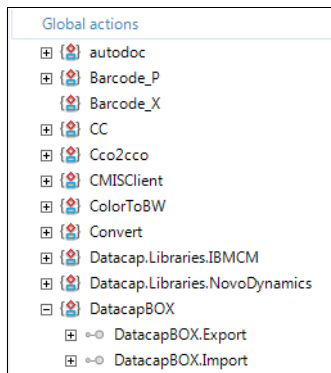 Global actions
autodoc
Barcode_P
Barcode_X
CC
Cco2cco
CMISClient
ColorToBW
Convert
Datacap.Libraries.IBMCM
Datacap.Libraries.NovoDynamics
DatacapBOX
DatacapBOX.Export
DatacapBOX.Import